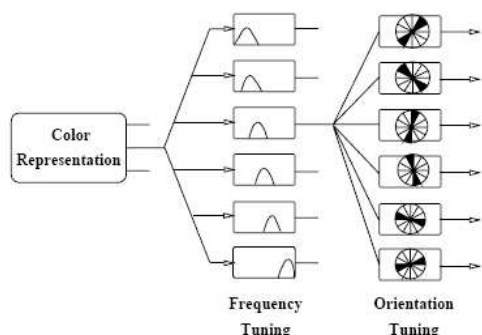 Color
Representation
Frequency
Tuning
Orientation
Tuning